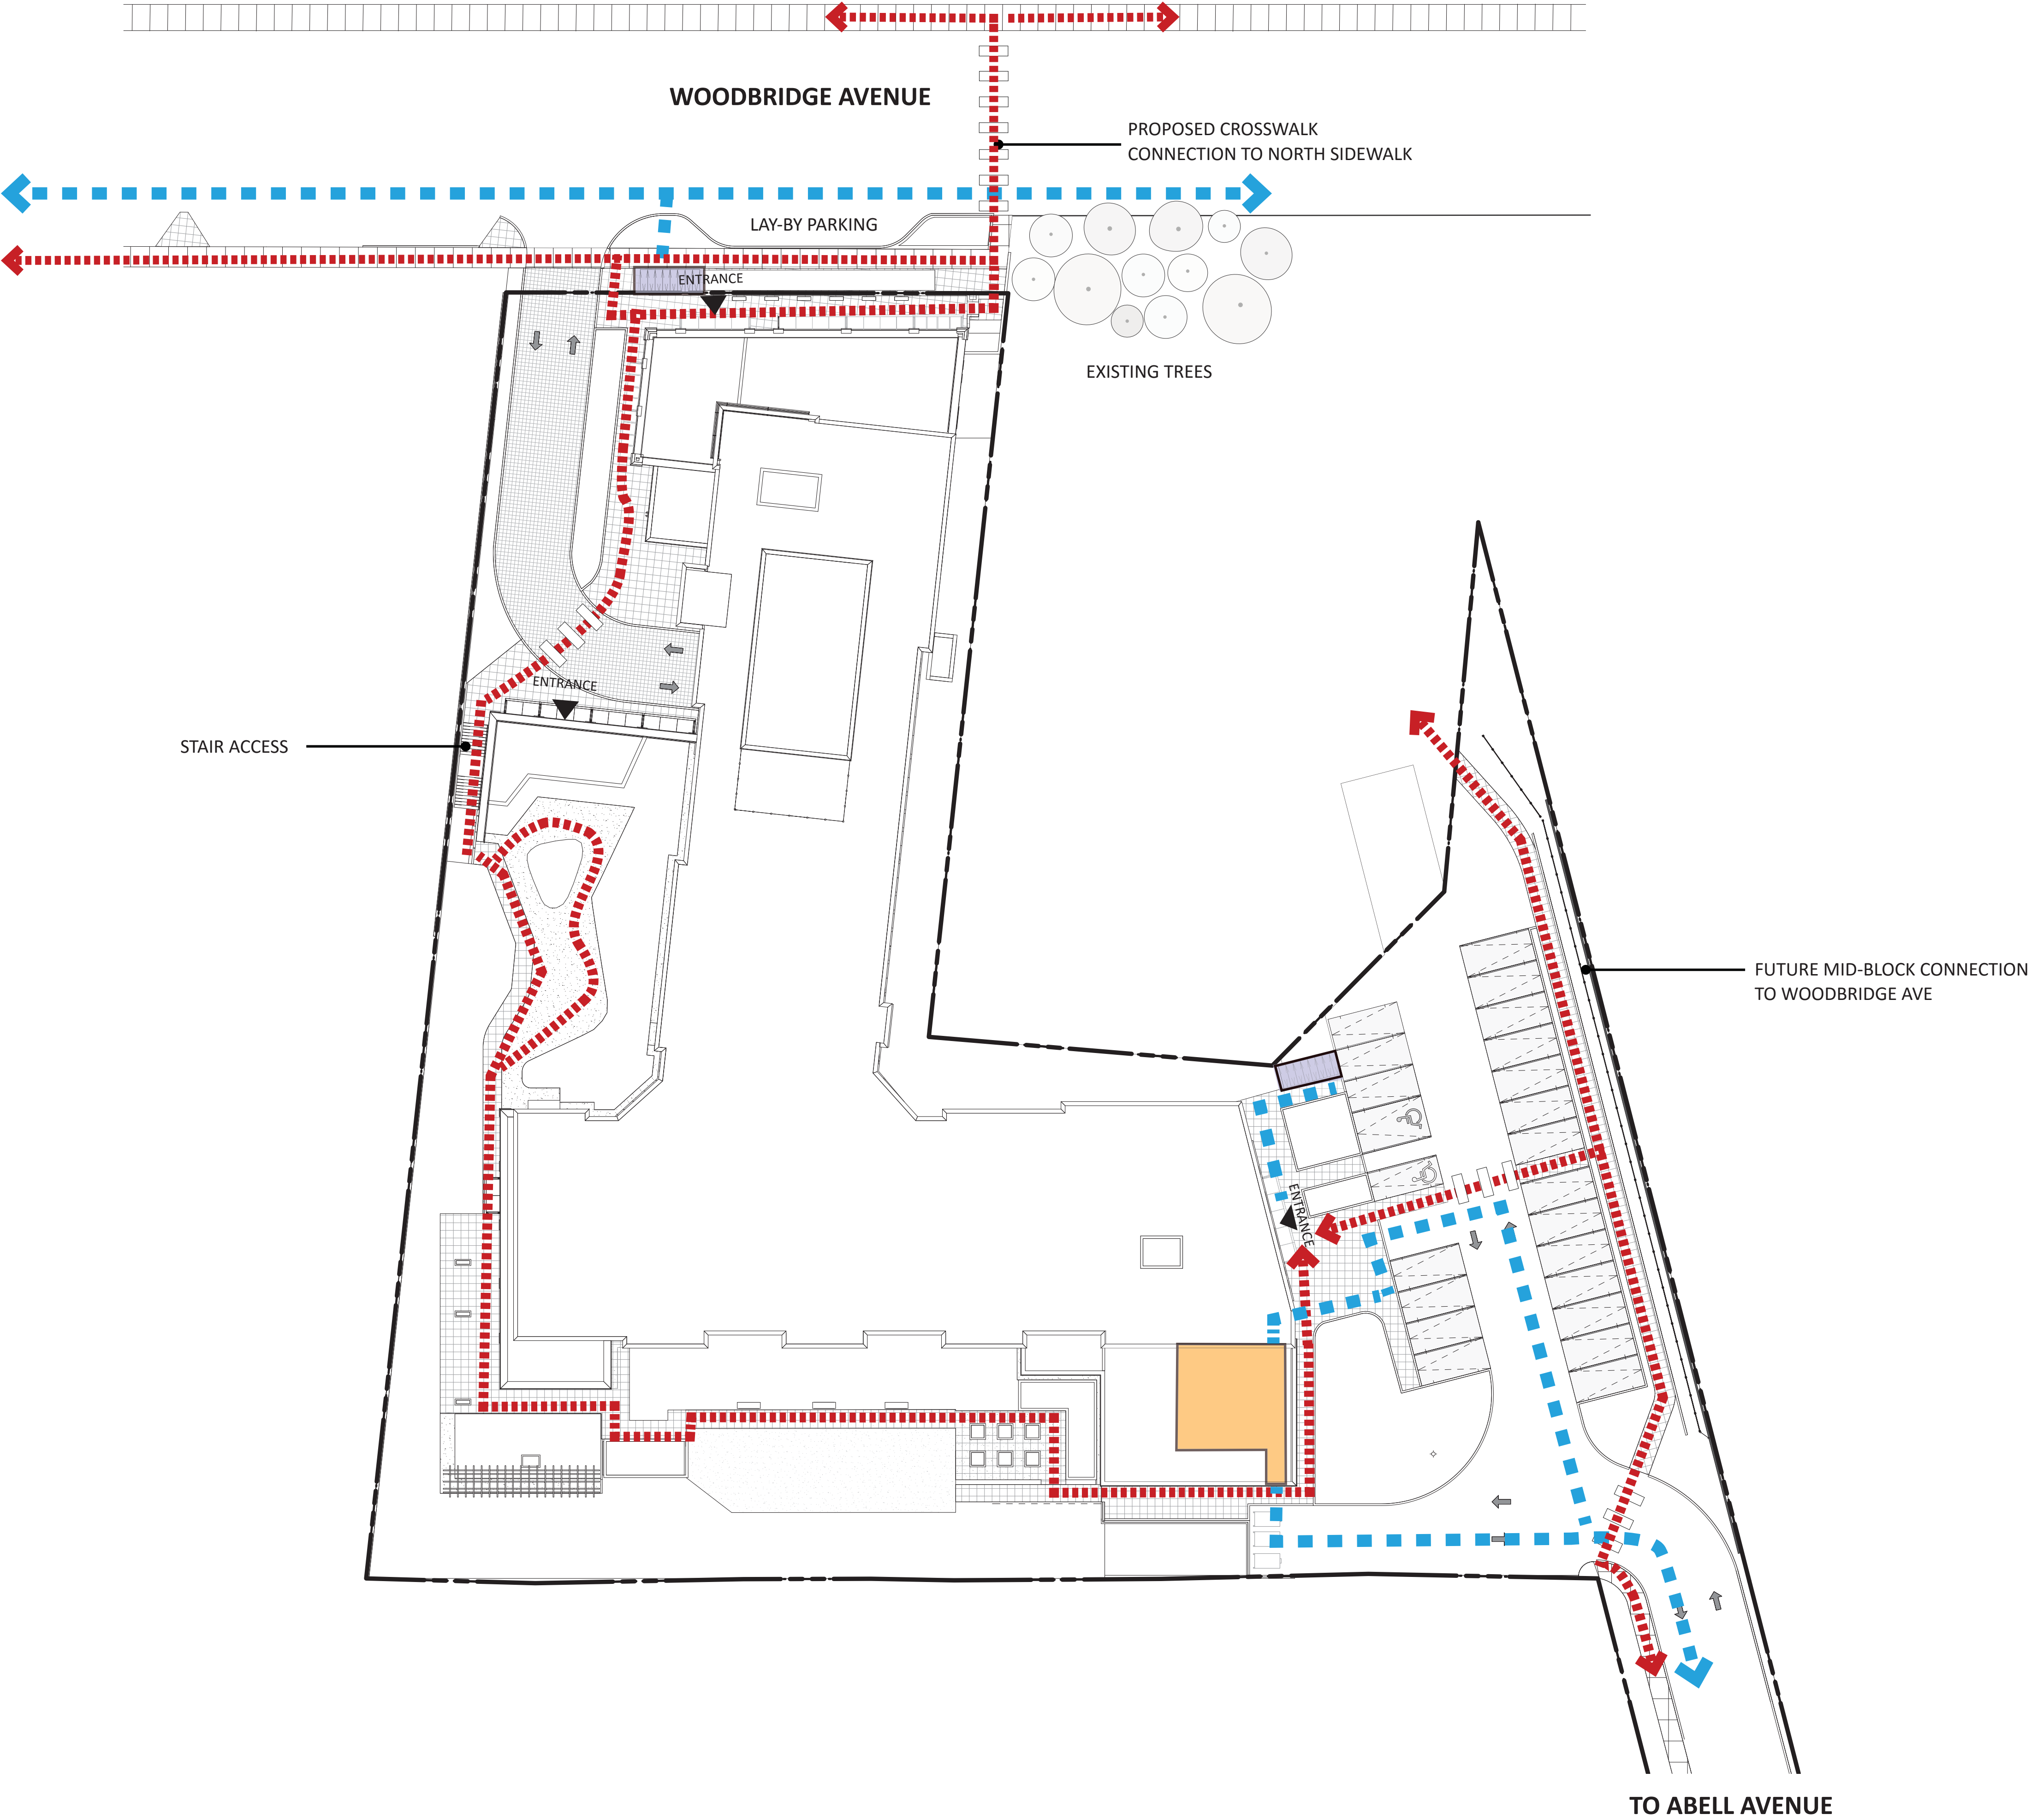 WOODBRIDGE AVENUE
PROPOSED CROSSWALK
CONNECTION TO NORTH SIDEWALK
LAY-BY PARKING
ENTRANCE
EXISTING TREES
ENTRANCE
STAIR ACCESS
FUTURE MID-BLOCK CONNECTION
TO WOODBRIDGE AVE
ENTRANCE
TO ABELL AVENUE